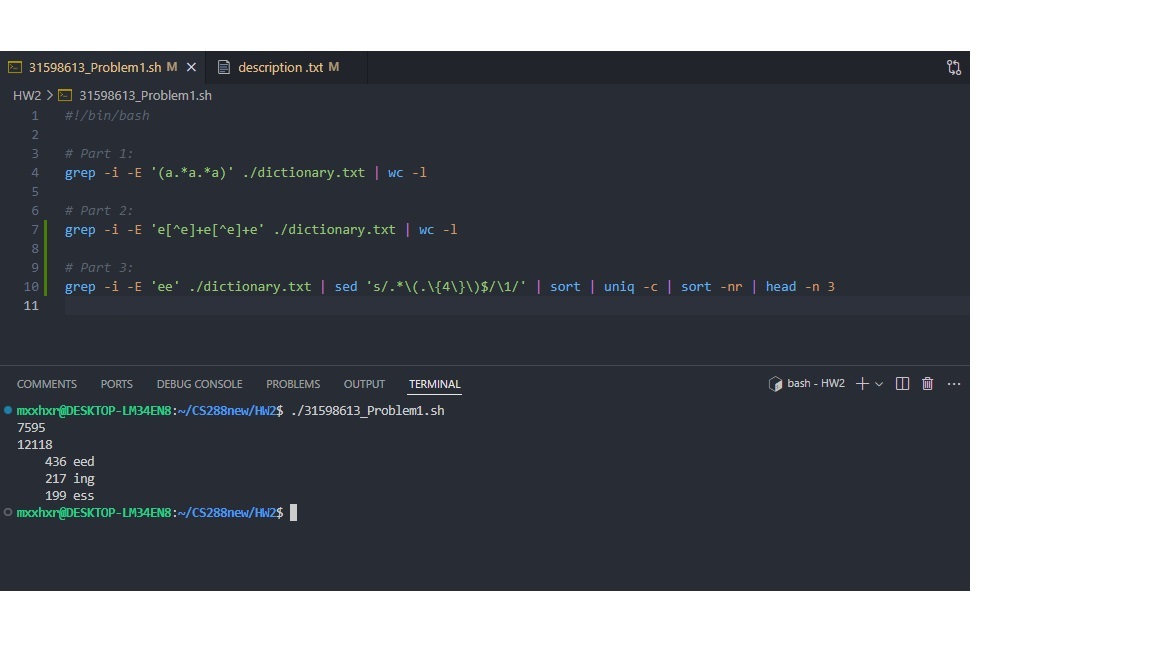 31598613_Problem1.sh M × description .txt M
HW2 > 31598613_Problem1.sh
1 #!/bin/bash
2
3 # Part 1:
4 grep -i -E '(a.*a.*a)' ./dictionary.txt | wc -l
5
6 # Part 2:
7 grep -i -E 'e[^e]+e[^e]+e' ./dictionary.txt | wc -l
8
9 # Part 3:
10 grep -i -E 'ee' ./dictionary.txt | sed 's/.*\(.\{4\}\)$/\1/' | sort | uniq -c | sort -nr | head -n 3
11
COMMENTS PORTS DEBUG CONSOLE PROBLEMS OUTPUT TERMINAL bash - HW2
mxxhxr@DESKTOP-LM34EN8:~/CS288new/HW2$ ./31598613_Problem1.sh
7595
12118
436 eed
217 ing
199 ess
mxxhxr@DESKTOP-LM34EN8:~/CS288new/HW2$